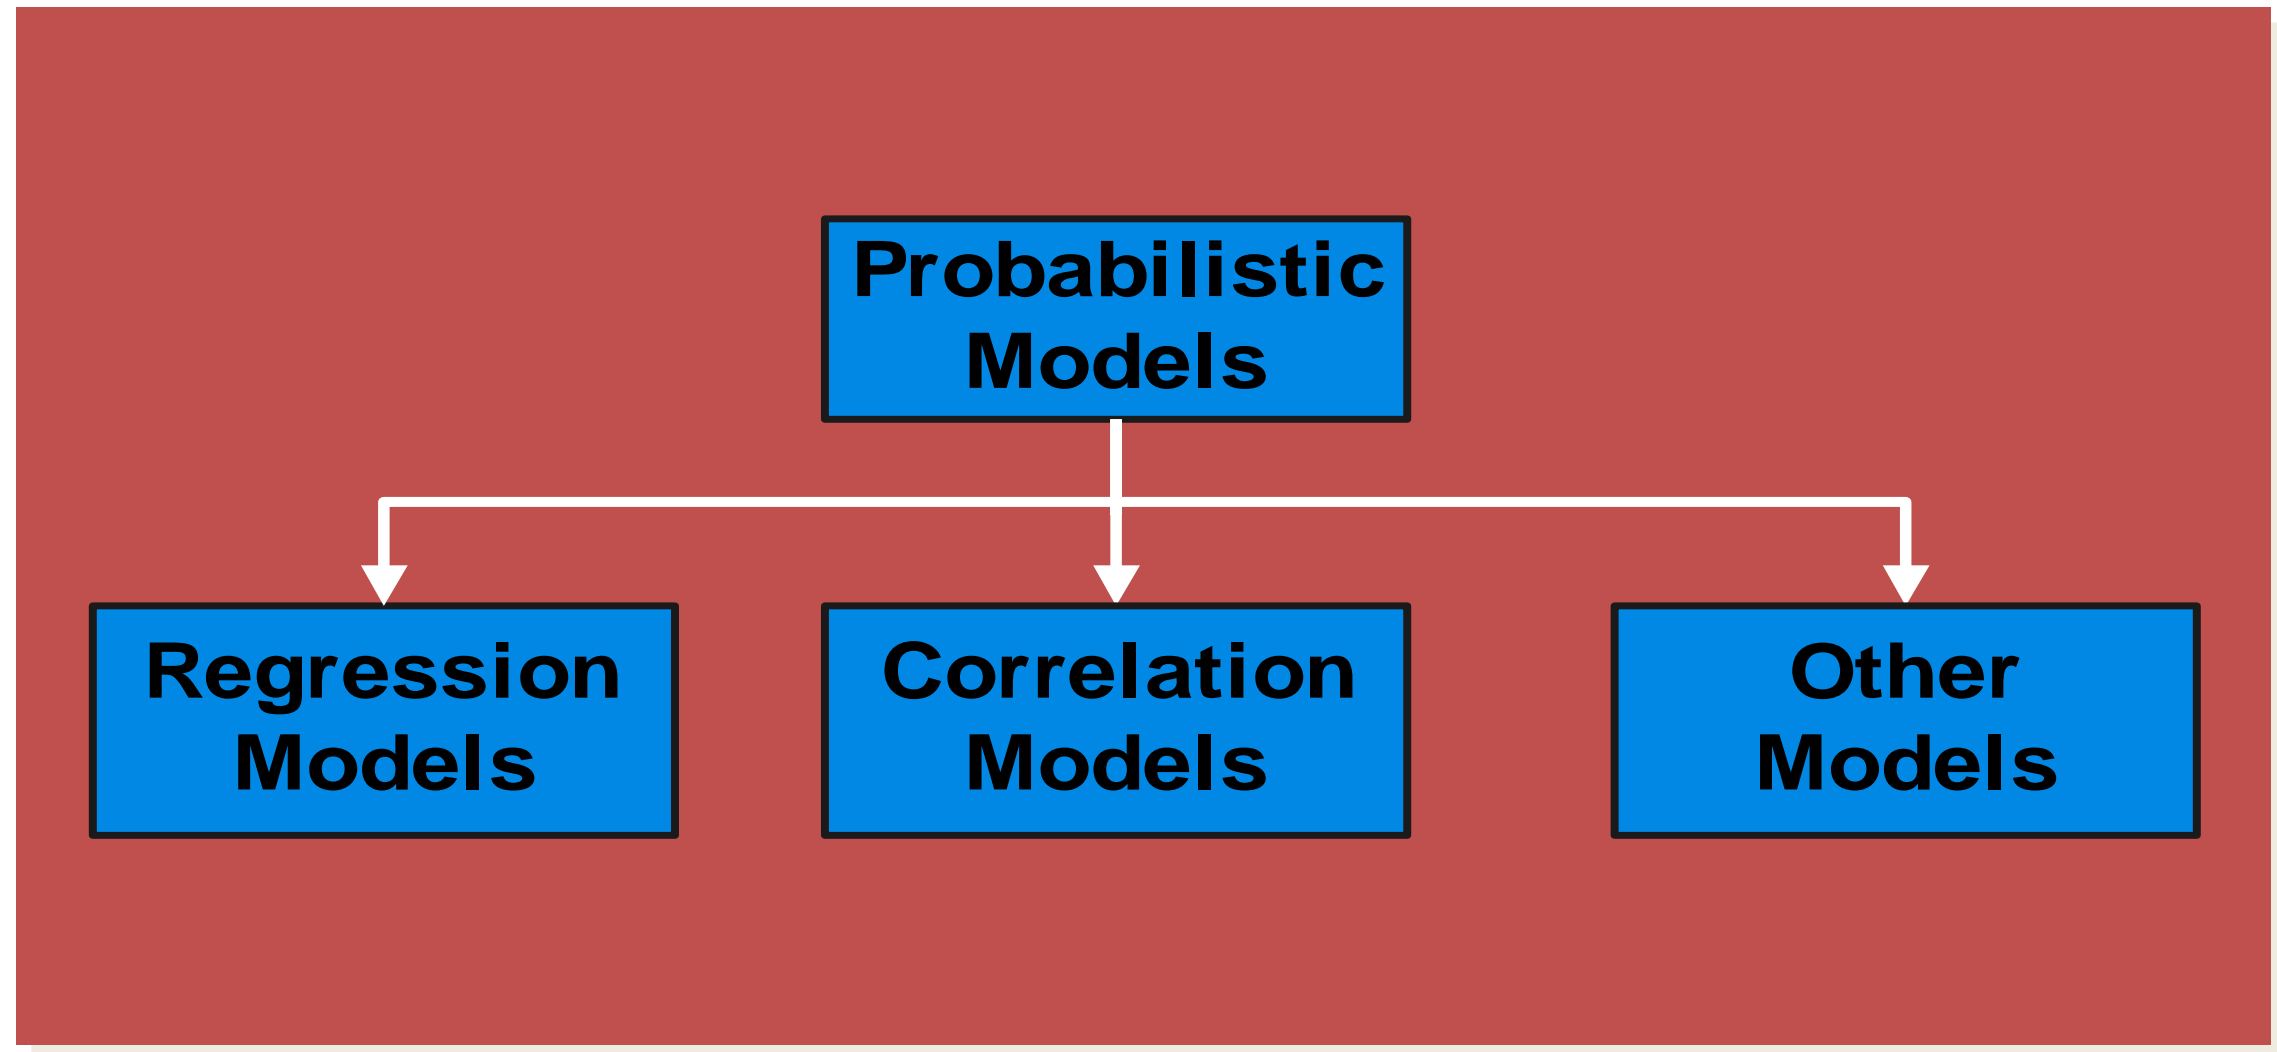 Probabilistic
Models
Regression
Models
Correlation
Models
Other
Models